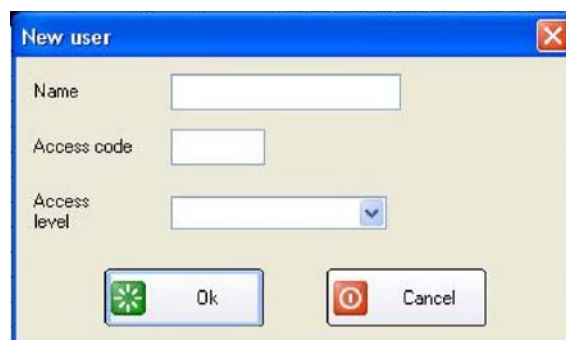 New user
Name
Access code
Access
level
Ok
Cancel